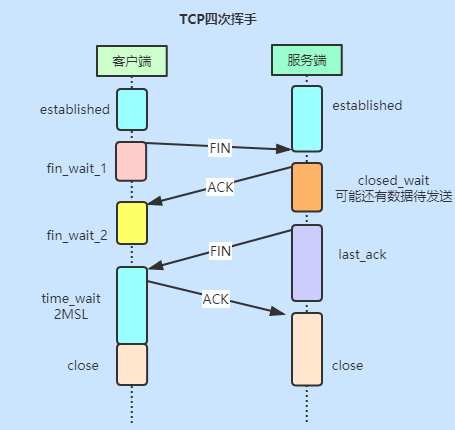 TCP四次挥手
客户端
服务端
established
established
FIN
fin_wait_1
closed_wait
可能还有数据待发送
ACK
fin_wait_2
FIN
last_ack
time_wait
2MSL
ACK
close
close